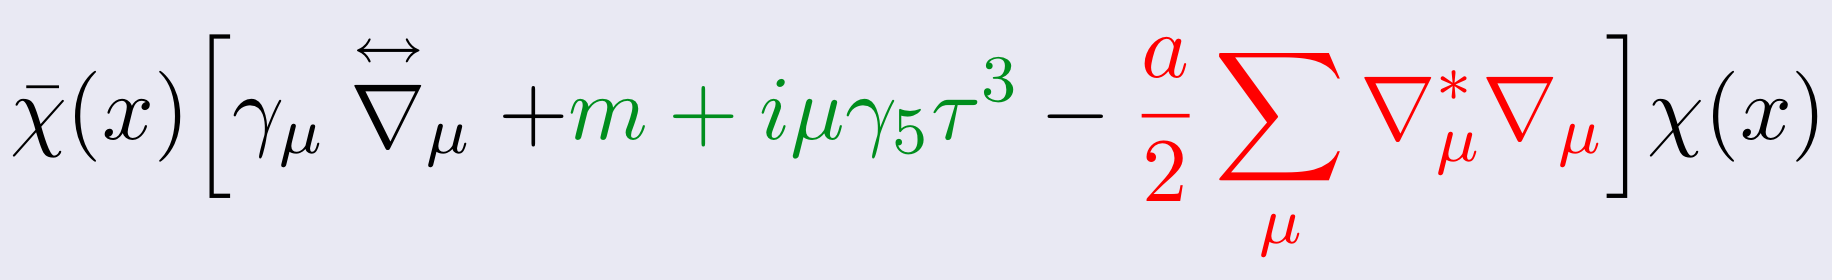 χ̄(x)[γ_μ ∇↔_μ +m + iμγ_5τ^3 − a/2 ∑_μ ∇*_μ∇_μ]χ(x)